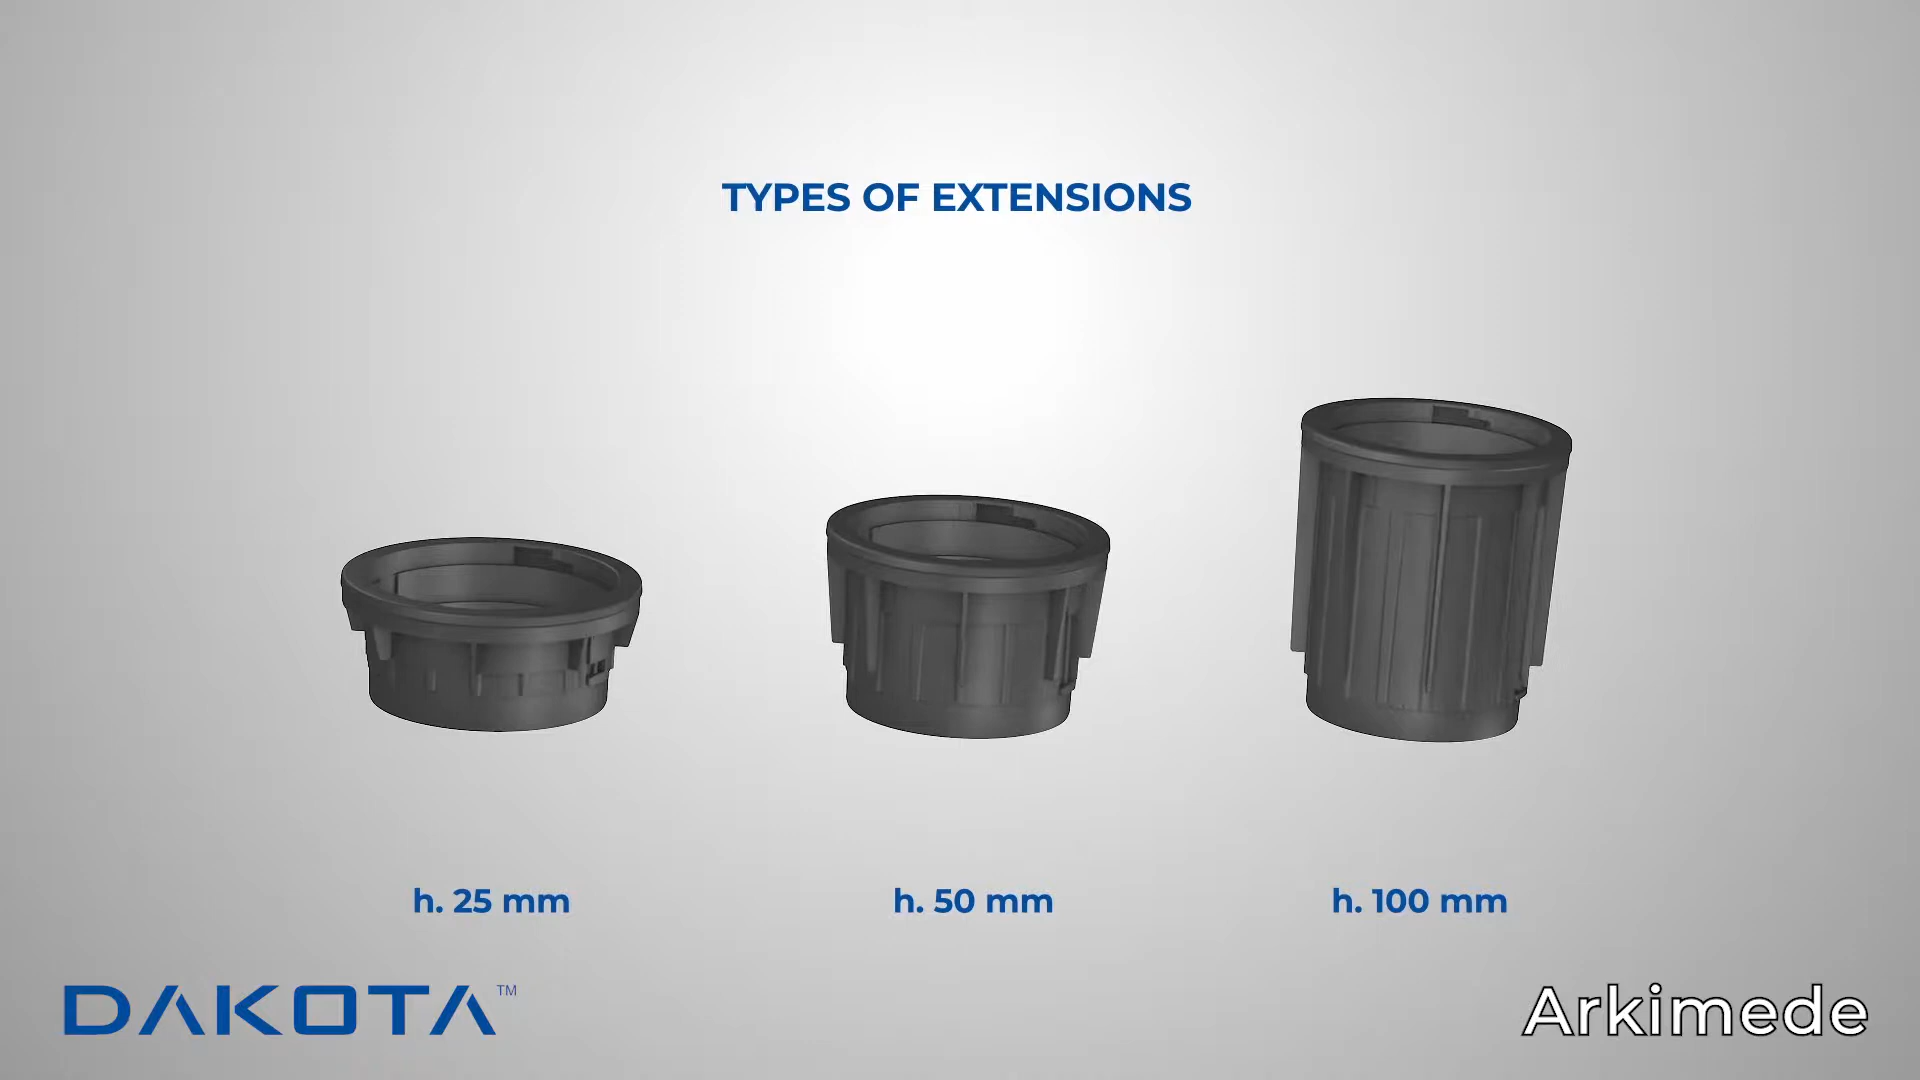 TYPES OF EXTENSIONS
h. 25 mm
h. 50 mm
h. 100 mm
DAKOTA™
Arkimede